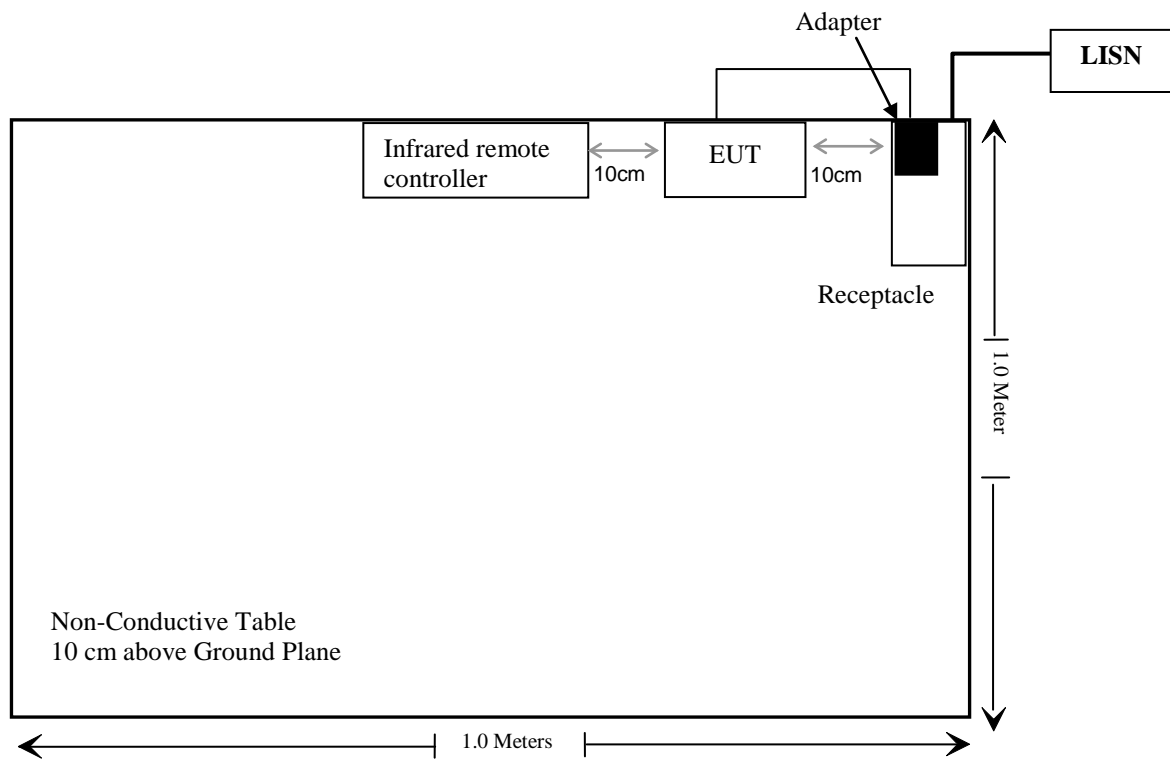 Adapter
LISN
Infrared remote
controller
10cm
EUT
10cm
Receptacle
1.0 Meter
Non-Conductive Table
10 cm above Ground Plane
1.0 Meters